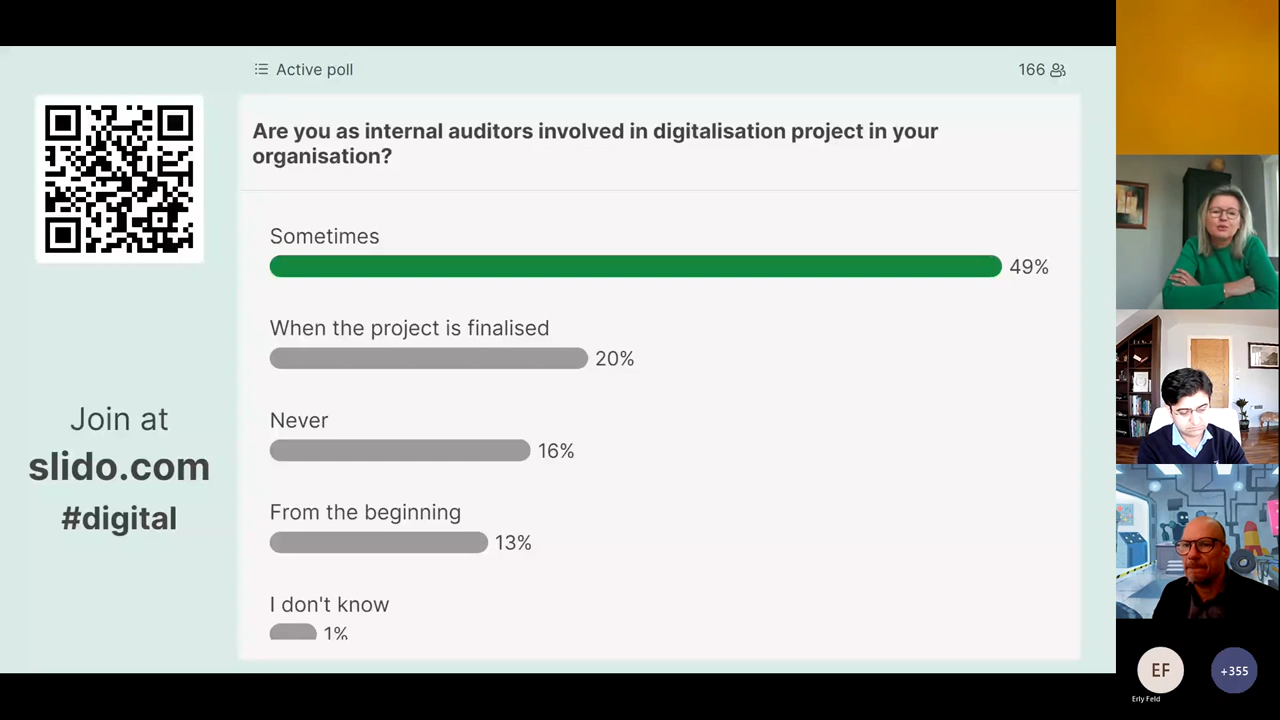 Active poll
166
Are you as internal auditors involved in digitalisation project in your
organisation?
Sometimes
49%
When the project is finalised
20%
Never
16%
From the beginning
13%
I don't know
1%
Join at
slido.com
#digital
EF
+355
Erly Feld